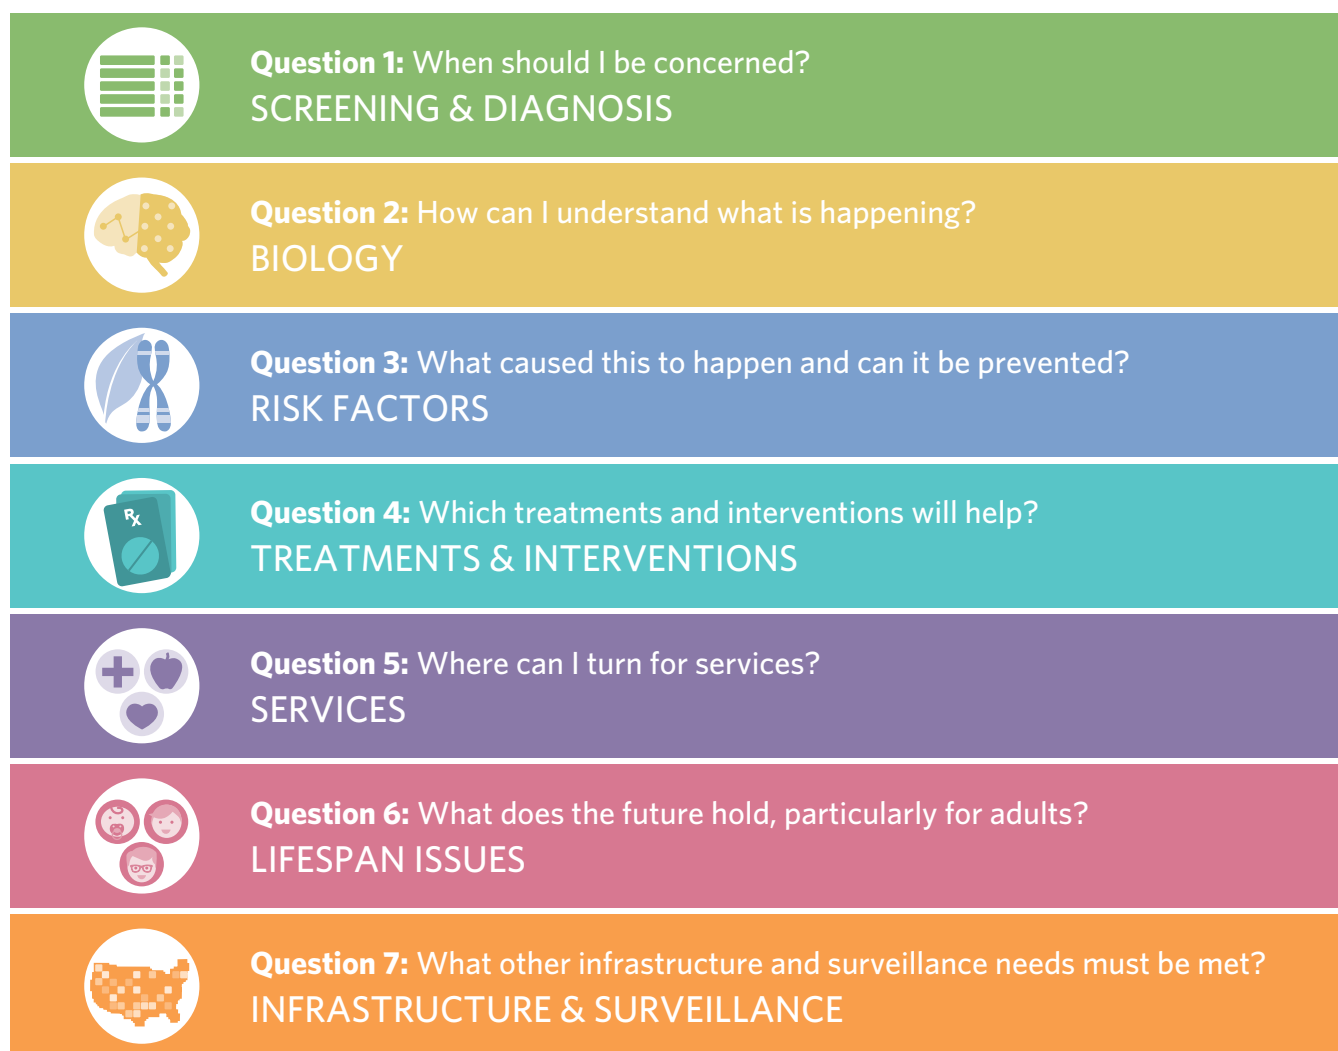 Question 1: When should I be concerned?
SCREENING & DIAGNOSIS
Question 2: How can I understand what is happening?
BIOLOGY
Question 3: What caused this to happen and can it be prevented?
RISK FACTORS
Rx
Question 4: Which treatments and interventions will help?
TREATMENTS & INTERVENTIONS
Question 5: Where can I turn for services?
SERVICES
Question 6: What does the future hold, particularly for adults?
LIFESPAN ISSUES
Question 7: What other infrastructure and surveillance needs must be met?
INFRASTRUCTURE & SURVEILLANCE